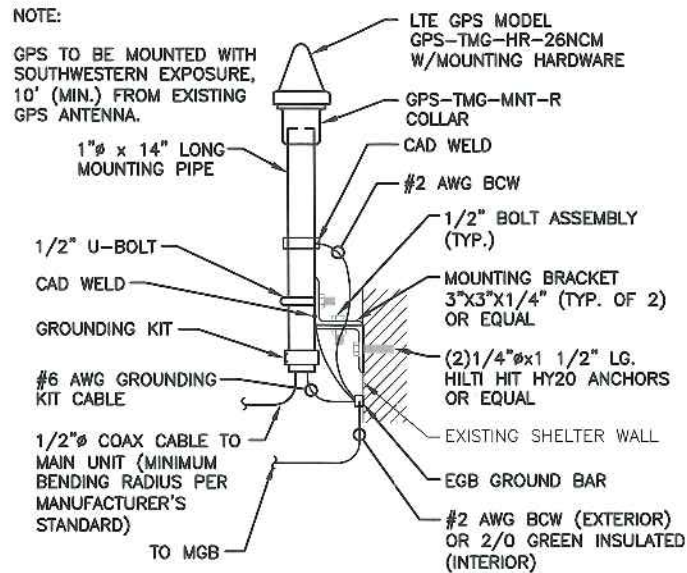 NOTE:
GPS TO BE MOUNTED WITH
SOUTHWESTERN EXPOSURE,
10' (MIN.) FROM EXISTING
GPS ANTENNA.
1"ø x 14" LONG
MOUNTING PIPE
1/2" U-BOLT
CAD WELD
GROUNDING KIT
#6 AWG GROUNDING
KIT CABLE
1/2"ø COAX CABLE TO
MAIN UNIT (MINIMUM
BENDING RADIUS PER
MANUFACTURER'S
STANDARD)
TO MGB
LTE GPS MODEL
GPS-TMG-HR-26NCM
W/MOUNTING HARDWARE
GPS-TMG-MNT-R
COLLAR
CAD WELD
#2 AWG BCW
1/2" BOLT ASSEMBLY
(TYP.)
MOUNTING BRACKET
3"X3"X1/4" (TYP. OF 2)
OR EQUAL
(2)1/4"øx1 1/2" LG.
HILTI HIT HY20 ANCHORS
OR EQUAL
EXISTING SHELTER WALL
EGB GROUND BAR
#2 AWG BCW (EXTERIOR)
OR 2/0 GREEN INSULATED
(INTERIOR)